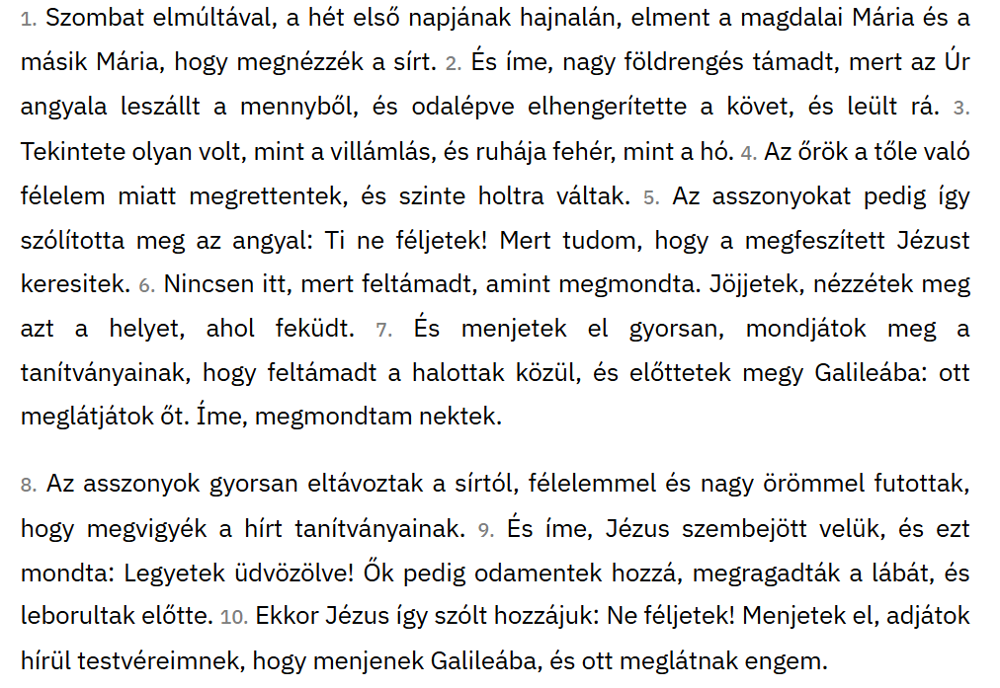 1. Szombat elmúltával, a hét első napjának hajnalán, elment a magdalai Mária és a
másik Mária, hogy megnézzék a sírt. 2. És íme, nagy földrengés támadt, mert az Úr
angyala leszállt a mennyből, és odalépve elhengerítette a követ, és leült rá. 3.
Tekintete olyan volt, mint a villámlás, és ruhája fehér, mint a hó. 4. Az őrök a tőle való
félelem miatt megrettentek, és szinte holtra váltak. 5. Az asszonyokat pedig így
szólította meg az angyal: Ti ne féljetek! Mert tudom, hogy a megfeszített Jézust
keresitek. 6. Nincsen itt, mert feltámadt, amint megmondta. Jöjjetek, nézzétek meg
azt a helyet, ahol feküdt. 7. És menjetek el gyorsan, mondjátok meg a
tanítványainak, hogy feltámadt a halottak közül, és előttetek megy Galileába: ott
meglátjátok őt. Íme, megmondtam nektek.
8. Az asszonyok gyorsan eltávoztak a sírtól, félelemmel és nagy örömmel futottak,
hogy megvigyék a hírt tanítványainak. 9. És íme, Jézus szembejött velük, és ezt
mondta: Legyetek üdvözölve! Ők pedig odamentek hozzá, megragadták a lábát, és
leborultak előtte. 10. Ekkor Jézus így szólt hozzájuk: Ne féljetek! Menjetek el, adjátok
hírül testvéreimnek, hogy menjenek Galileába, és ott meglátnak engem.